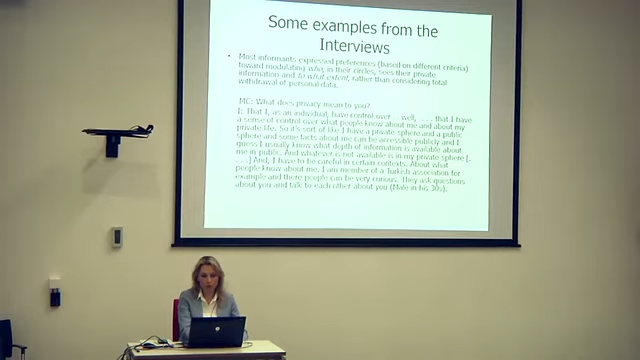 Some examples from the
Interviews
• Most informants expressed preferences (based on different criteria)
toward modulating who, in their circles, sees their private
information and to what extent, rather than considering total
withdrawal of personal data.
MC: What does privacy mean to you?
I: That I, as an individual, have control over .. well, . . . . that I have
a sense of control over what people know about me and about my
private life. So it's sort of like I have a private sphere and a public
sphere and some facts about me can be accessible publicly and I
guess I usually know what depth of information is available about
me in public. And whatever is not available is in my private sphere [.
. . . .] And, I have to be careful in certain contexts. About what
people know about me. I am member of a Turkish association for
example and there people can be very curious. They ask questions
about you and talk to each other about you (Male in his 30s).